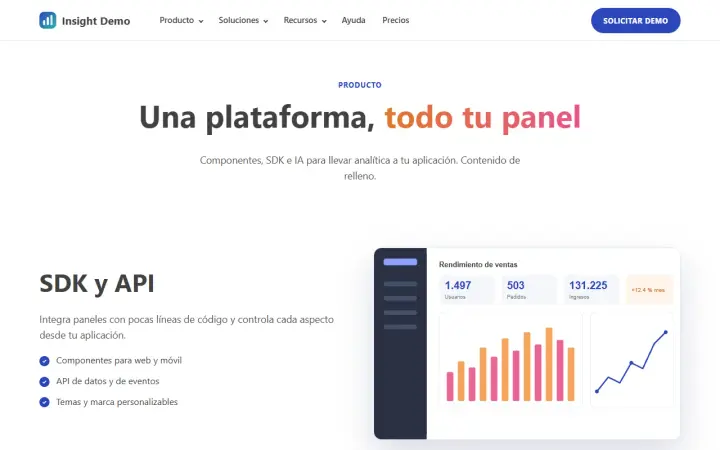 Insight Demo
Producto
Soluciones
Recursos
Ayuda
Precios
SOLICITAR DEMO
PRODUCTO
Una plataforma, todo tu panel
Componentes, SDK e IA para llevar analítica a tu aplicación. Contenido de
relleno.
SDK y API
Integra paneles con pocas líneas de código y controla cada aspecto
desde tu aplicación.
Componentes para web y móvil
API de datos y de eventos
Temas y marca personalizables
Rendimiento de ventas
1.497
Usuarios
503
Pedidos
131.225
Ingresos
+12,4 % mes